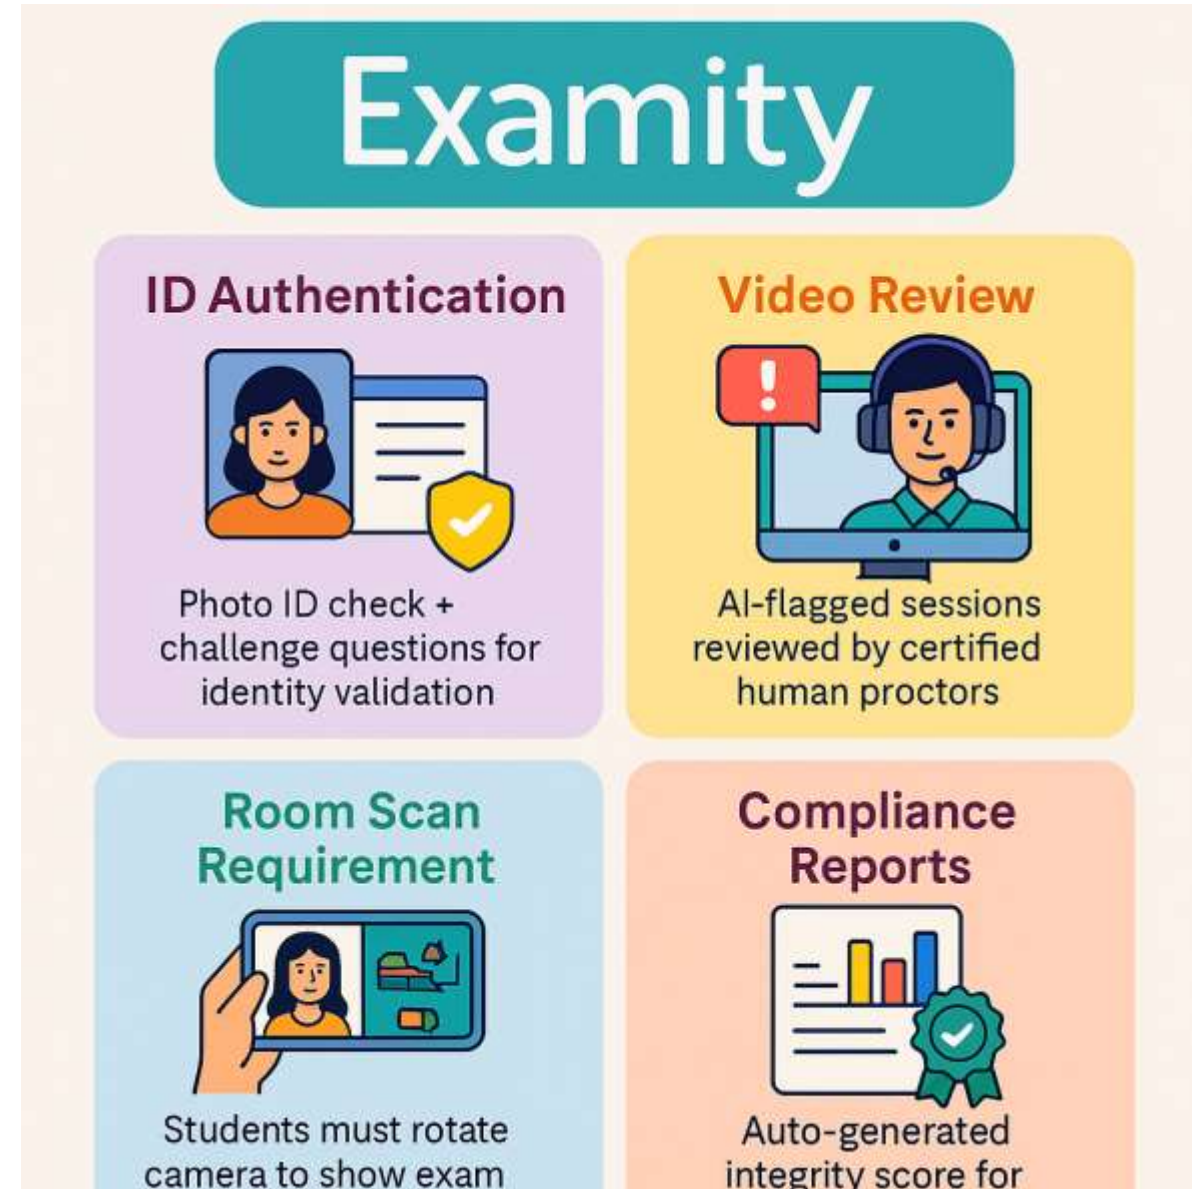 Examity
ID Authentication
Photo ID check +
challenge questions for
identity validation
Video Review
!
AI-flagged sessions
reviewed by certified
human proctors
Room Scan
Requirement
Students must rotate
camera to show exam
Compliance
Reports
Auto-generated
integrity score for